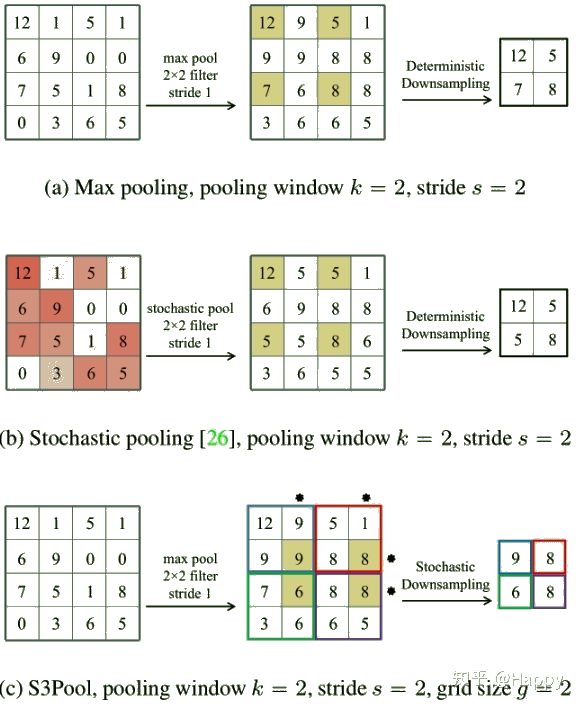 12 1 5 1
6 9 0 0
7 5 1 8
0 3 6 5
max pool
2×2 filter
stride 1
12 9 5 1
9 9 8 8
7 6 8 8
3 6 6 5
Deterministic
Downsampling
12 5
7 8
(a) Max pooling, pooling window k = 2, stride s = 2
12 1 5 1
6 9 0 0
7 5 1 8
0 3 6 5
stochastic pool
2×2 filter
stride 1
12 5 5 1
6 9 8 8
5 5 8 6
3 6 5 5
Deterministic
Downsampling
12 5
5 8
(b) Stochastic pooling [26], pooling window k = 2, stride s = 2
12 1 5 1
6 9 0 0
7 5 1 8
0 3 6 5
max pool
2×2 filter
stride 1
12 9 5 1
9 9 8 8
7 6 8 8
3 6 6 5
Stochastic
Downsampling
9 8
6 8
(c) S3Pool, pooling window k = 2, stride s = 2, grid size g = 2
知乎 @Happy